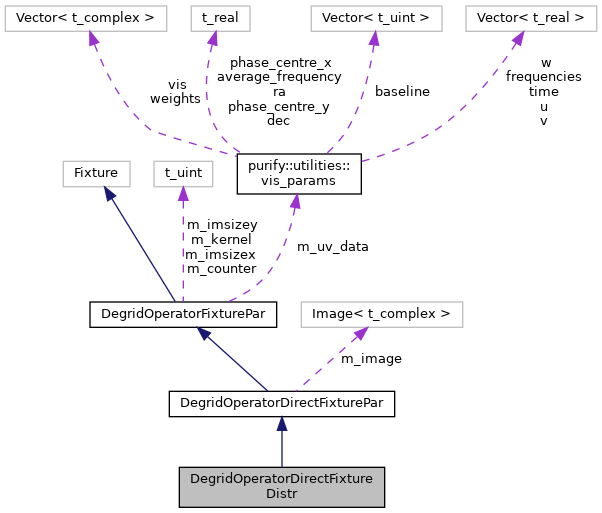 Vector< t_complex >
t_real
Vector< t_uint >
Vector< t_real >
vis
weights
phase_centre_x
average_frequency
ra
phase_centre_y
dec
baseline
w
frequencies
time
u
v
Fixture
t_uint
purify::utilities::
vis_params
m_imsizey
m_kernel
m_imsizex
m_counter
m_uv_data
DegridOperatorFixturePar
Image< t_complex >
m_image
DegridOperatorDirectFixturePar
DegridOperatorDirectFixture
Distr